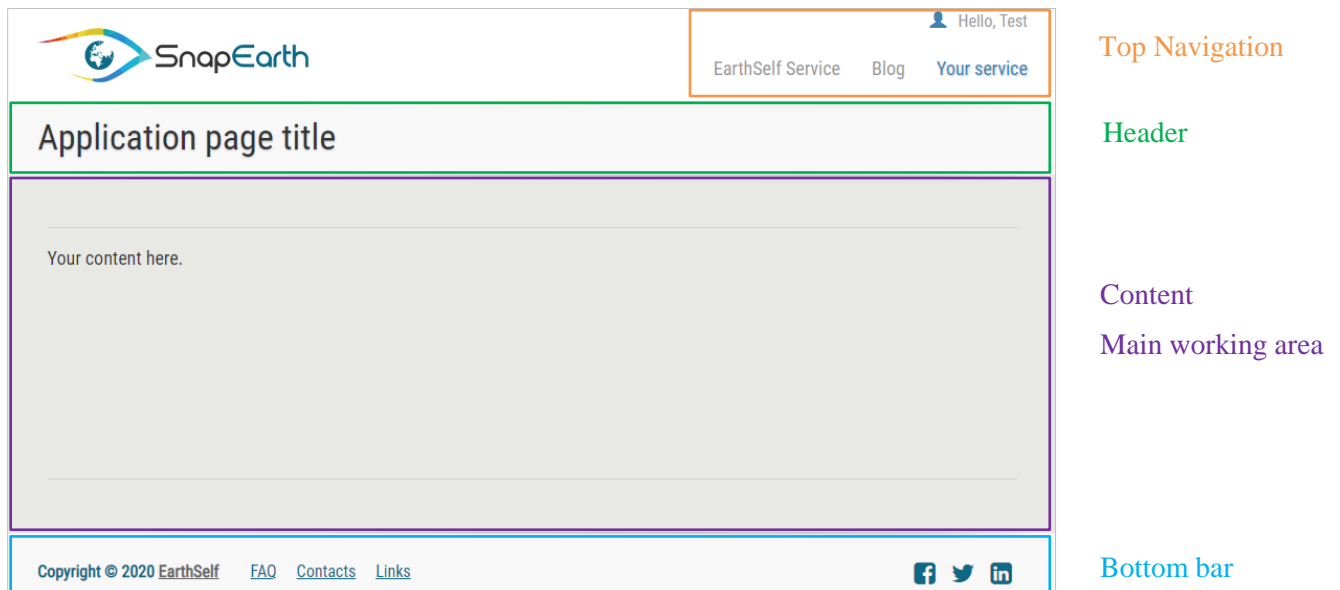 Hello, Test
Top Navigation
SnapEarth
EarthSelf Service Blog Your service
Application page title
Header
Your content here.
Content
Main working area
Copyright © 2020 EarthSelf FAQ Contacts Links
Bottom bar